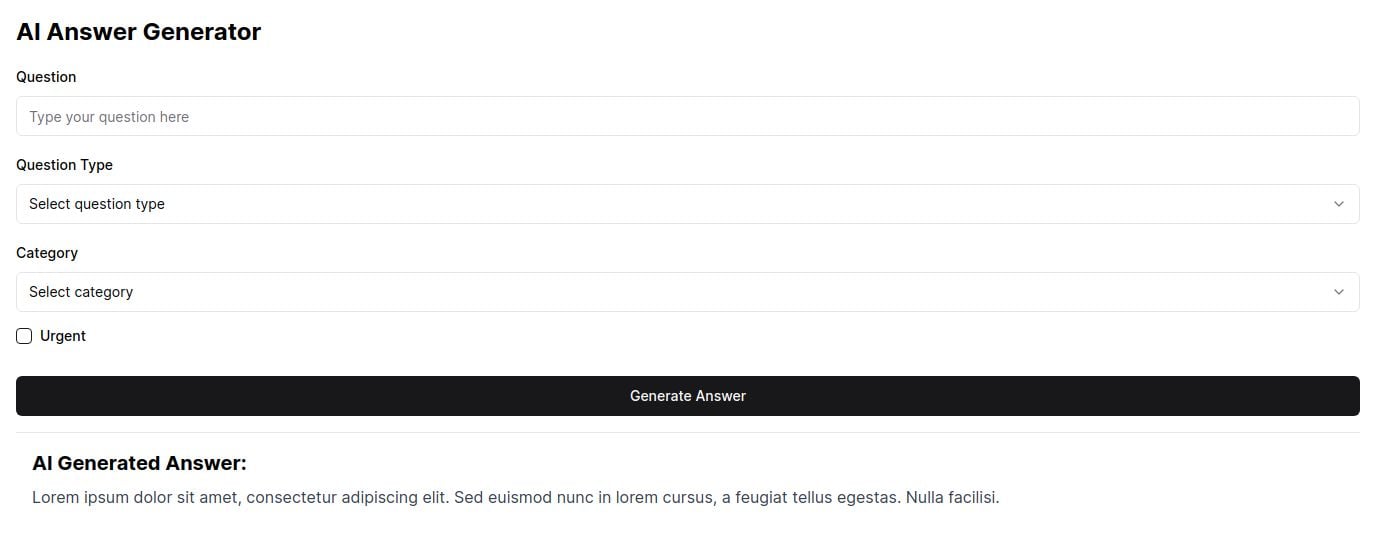 AI Answer Generator
Question
Type your question here
Question Type
Select question type
Category
Select category
Urgent
Generate Answer
AI Generated Answer:
Lorem ipsum dolor sit amet, consectetur adipiscing elit. Sed euismod nunc in lorem cursus, a feugiat tellus egestas. Nulla facilisi.